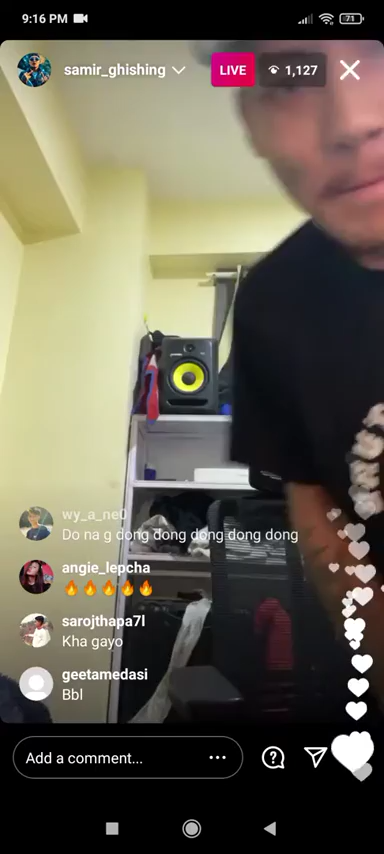 9:16 PM
71
samir_ghishing
LIVE
1,127
wy_a_ne0
Do na g dong dong dong dong dong
angie_lepcha
🔥🔥🔥🔥🔥
sarojthapa7l
Kha gayo
geetamedasi
Bbl
Add a comment...